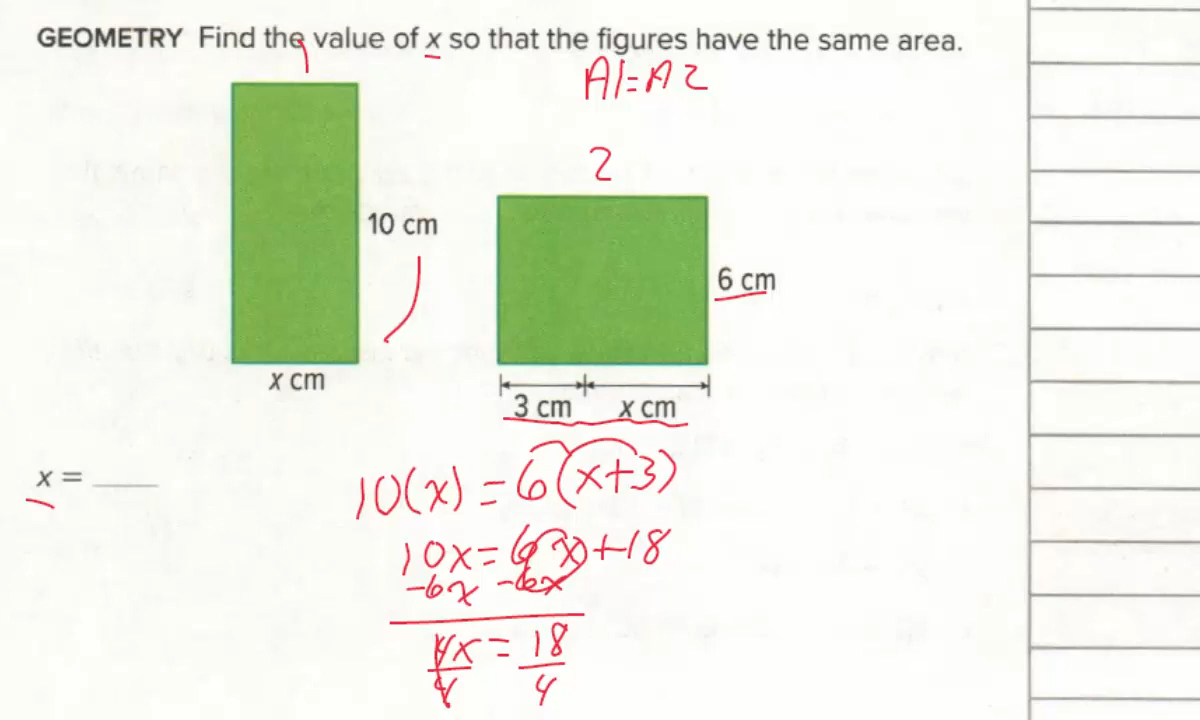 GEOMETRY Find the value of x so that the figures have the same area.
1
A1=A2
2
10 cm
6 cm
x cm
3 cm x cm
x =
10(x) = 6(x+3)
10x = 6x+18
-6x -6x
4x = 18
4 4